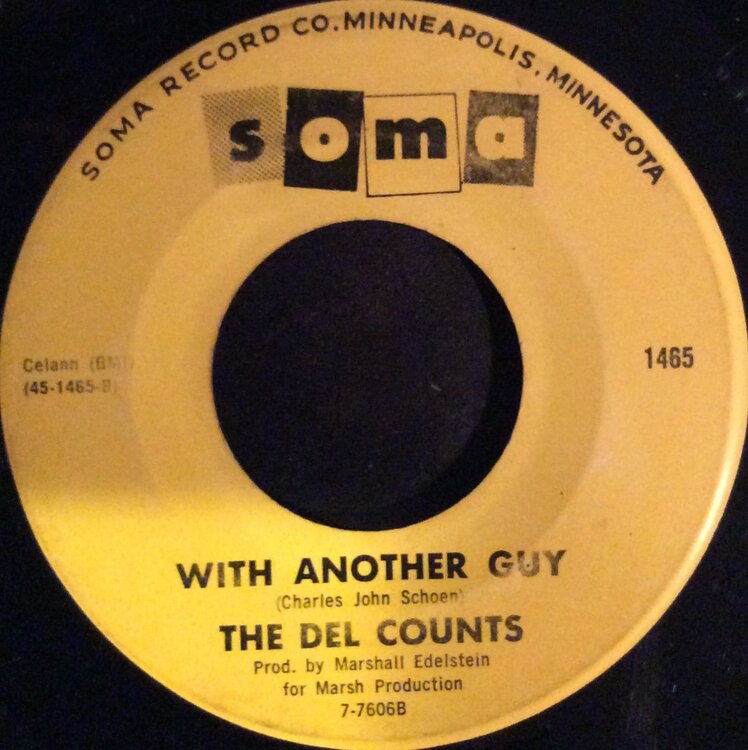 SOMA RECORD CO. MINNEAPOLIS, MINNESOTA
soma
Celann (BMI)
(45-1465-B)
1465
WITH ANOTHER GUY
(Charles John Schoen)
THE DEL COUNTS
Prod. by Marshall Edelstein
for Marsh Production
7-7606B